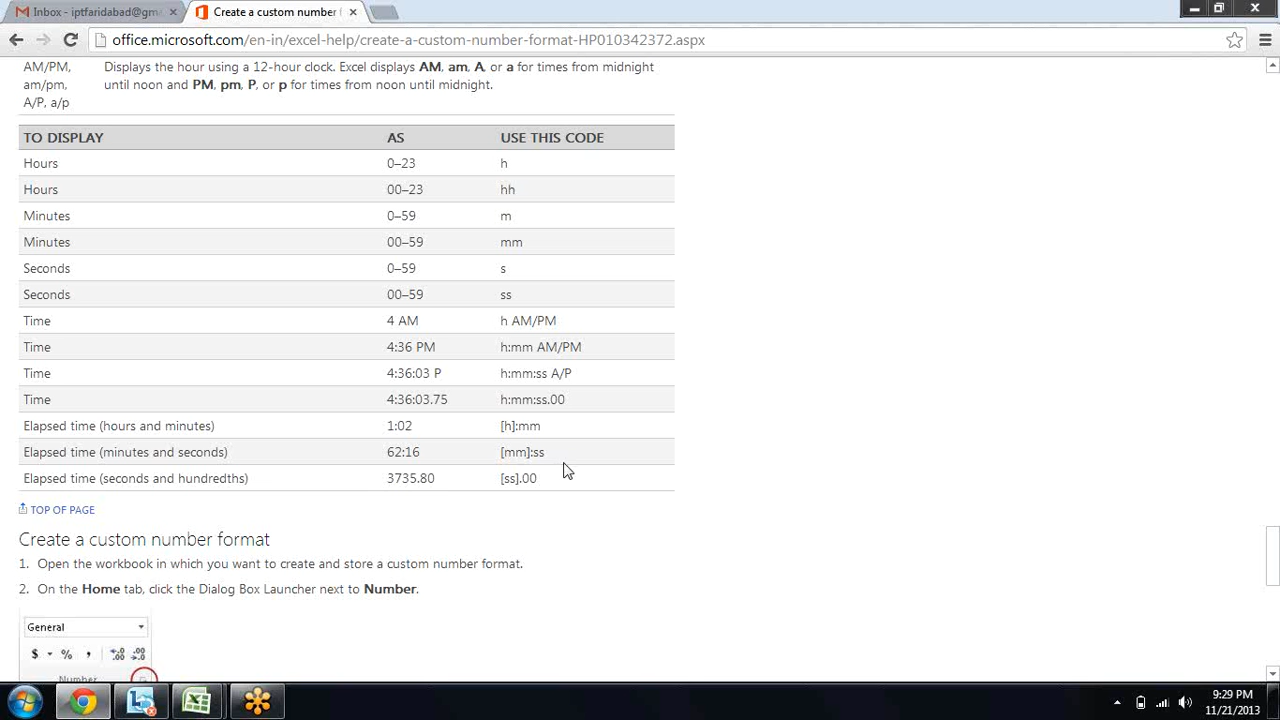 Inbox - iptfaridabad@gm
Create a custom number f
office.microsoft.com/en-in/excel-help/create-a-custom-number-format-HP010342372.aspx
AM/PM,
am/pm,
A/P, a/p
Displays the hour using a 12-hour clock. Excel displays AM, am, A, or a for times from midnight
until noon and PM, pm, P, or p for times from noon until midnight.
TO DISPLAY AS USE THIS CODE
Hours 0–23 h
Hours 00–23 hh
Minutes 0–59 m
Minutes 00–59 mm
Seconds 0–59 s
Seconds 00–59 ss
Time 4 AM h AM/PM
Time 4:36 PM h:mm AM/PM
Time 4:36:03 P h:mm:ss A/P
Time 4:36:03.75 h:mm:ss.00
Elapsed time (hours and minutes) 1:02 [h]:mm
Elapsed time (minutes and seconds) 62:16 [mm]:ss
Elapsed time (seconds and hundredths) 3735.80 [ss].00
TOP OF PAGE
Create a custom number format
1. Open the workbook in which you want to create and store a custom number format.
2. On the Home tab, click the Dialog Box Launcher next to Number.
General
$ % , .00 .00
Number
9:29 PM
11/21/2013